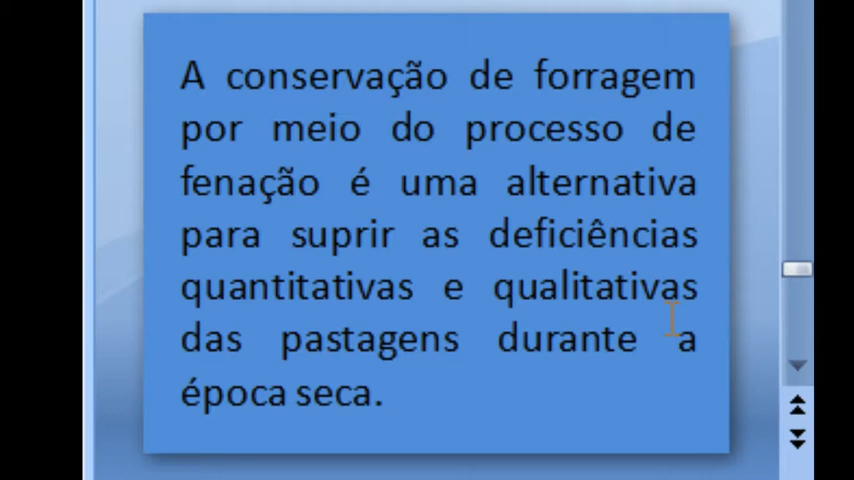 A conservação de forragem
por meio do processo de
fenação é uma alternativa
para suprir as deficiências
quantitativas e qualitativas
das pastagens durante a
época seca.